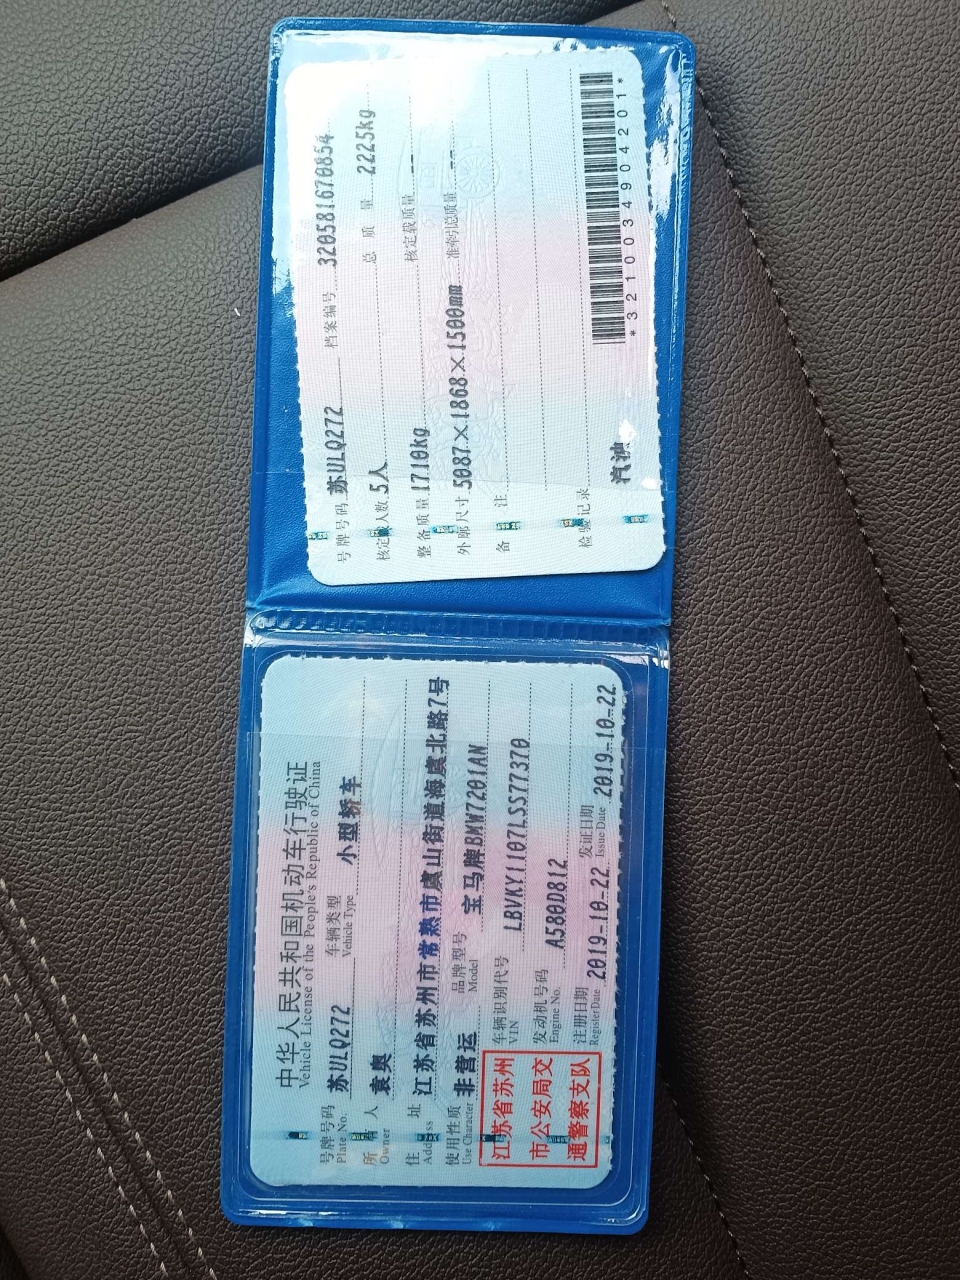 中华人民共和国机动车行驶证
Vehicle License of the People's Republic of China
号牌号码 苏ULQ272 车辆类型 小型轿车
Plate No. Vehicle Type
所有人 袁奥
Owner
住址 江苏省苏州市常熟市虞山街道海虞北路7号
Address
使用性质 非营运 品牌型号 宝马牌BMW7201AN
Use Character Model
江苏省苏州
市公安局交
通警察支队
车辆识别代号 LBVKY1107LSS77370
VIN
发动机号码 A580D812
Engine No.
注册日期 2019-10-22 发证日期 2019-10-22
Register Date Issue Date
号牌号码 苏ULQ272 档案编号 320581670854
核定载人数 5人 总质量 2225kg
整备质量 1710kg 核定载质量 --
外廓尺寸 5087×1868×1500mm 准牵引总质量 --
备注
检验记录
汽油
*3210034904201*